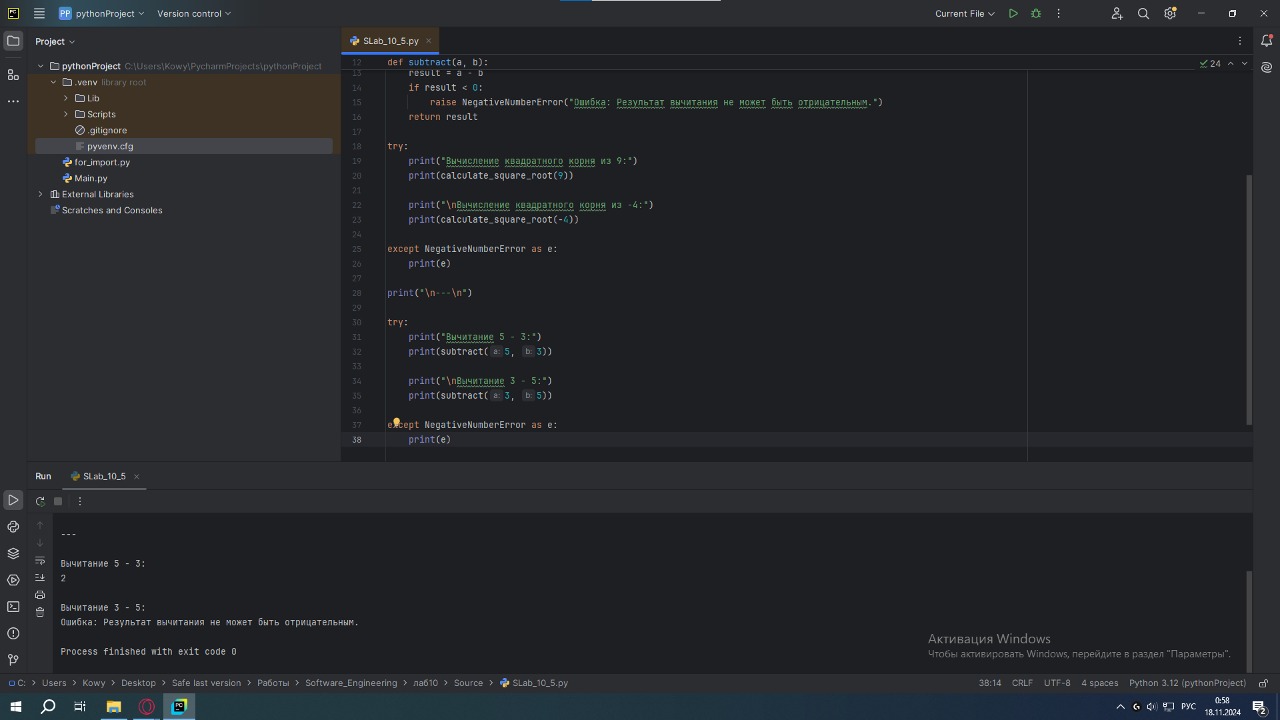 PP pythonProject Version control Current File
Project SLab_10_5.py
pythonProject C:\Users\Kowy\PycharmProjects\pythonProject
.venv library root
Lib
Scripts
.gitignore
pyvenv.cfg
for_import.py
Main.py
External Libraries
Scratches and Consoles
12 def subtract(a, b): 24
13 result = a - b
14 if result < 0:
15 raise NegativeNumberError("Ошибка: Результат вычитания не может быть отрицательным.")
16 return result
17
18 try:
19 print("Вычисление квадратного корня из 9:")
20 print(calculate_square_root(9))
21
22 print("\nВычисление квадратного корня из -4:")
23 print(calculate_square_root(-4))
24
25 except NegativeNumberError as e:
26 print(e)
27
28 print("\n---\n")
29
30 try:
31 print("Вычитание 5 - 3:")
32 print(subtract( a: 5, b: 3))
33
34 print("\nВычитание 3 - 5:")
35 print(subtract( a: 3, b: 5))
36
37 except NegativeNumberError as e:
38 print(e)
Run SLab_10_5
---
Вычитание 5 - 3:
2
Вычитание 3 - 5:
Ошибка: Результат вычитания не может быть отрицательным.
Process finished with exit code 0
Активация Windows
Чтобы активировать Windows, перейдите в раздел "Параметры".
C: Users Kowy Desktop Safe last version Работы Software_Engineering лаб10 Source SLab_10_5.py 38:14 CRLF UTF-8 4 spaces Python 3.12 (pythonProject)
PC РУС 0:58
18.11.2024 2